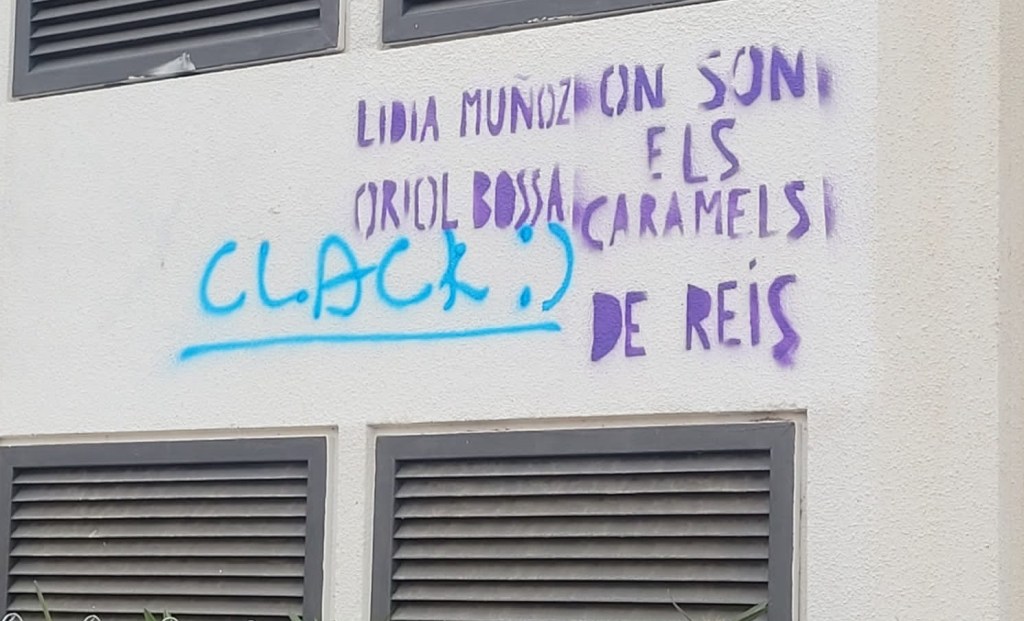 LIDIA MUÑOZ
ORIOL BOSSA
ON SON
ELS
CARAMELS
DE REIS
CLACK :)